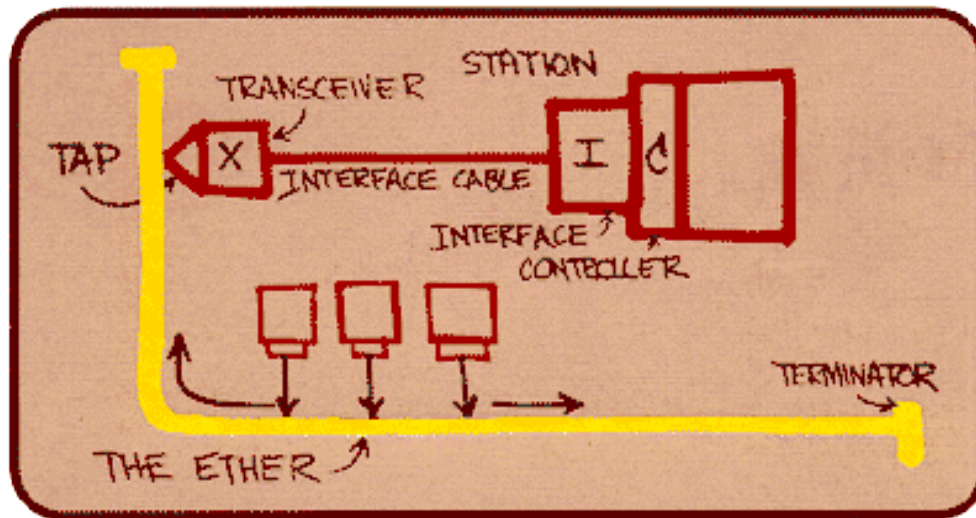 STATION
TRANSCEIVER
TAP
X
I
C
INTERFACE CABLE
INTERFACE
CONTROLLER
TERMINATOR
THE ETHER